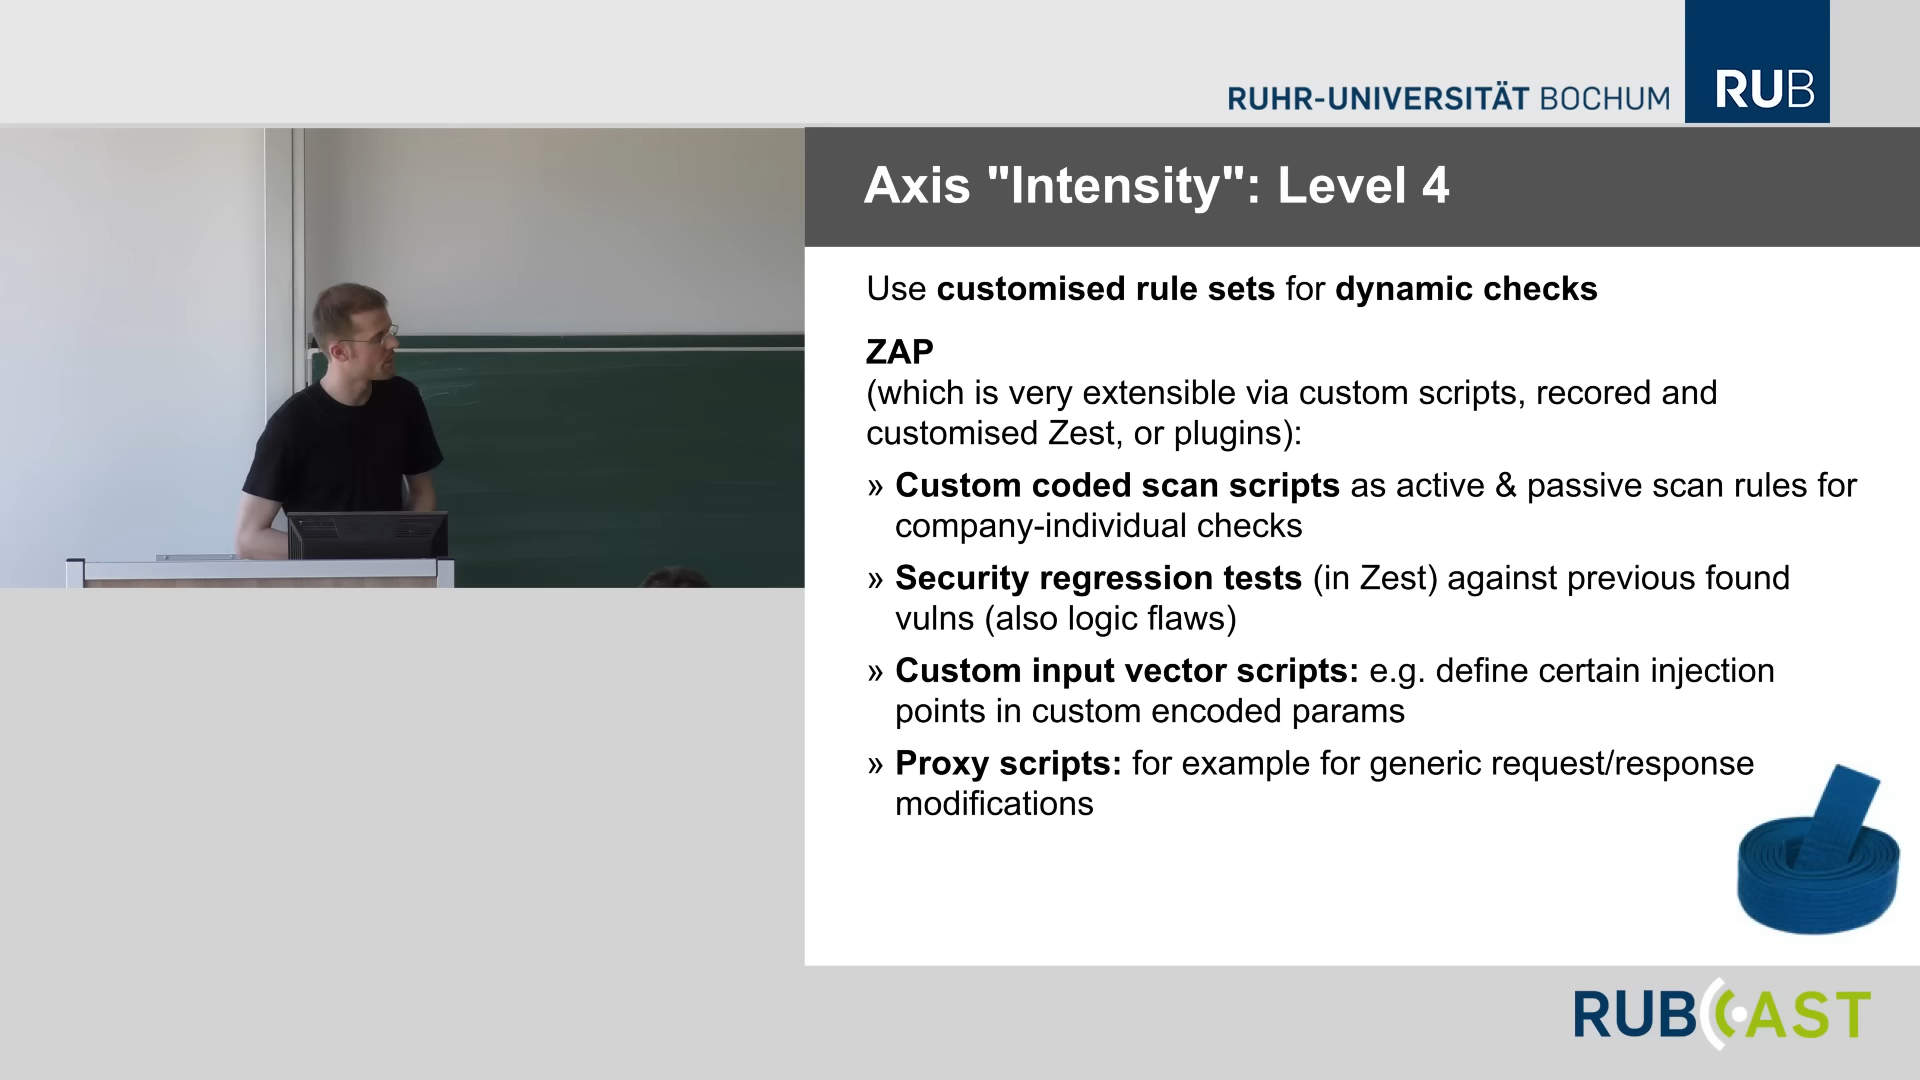 RUHR-UNIVERSITÄT BOCHUM
RUB
Axis "Intensity": Level 4
Use customised rule sets for dynamic checks
ZAP
(which is very extensible via custom scripts, recored and
customised Zest, or plugins):
» Custom coded scan scripts as active & passive scan rules for
company-individual checks
» Security regression tests (in Zest) against previous found
vulns (also logic flaws)
» Custom input vector scripts: e.g. define certain injection
points in custom encoded params
» Proxy scripts: for example for generic request/response
modifications
RUBCAST